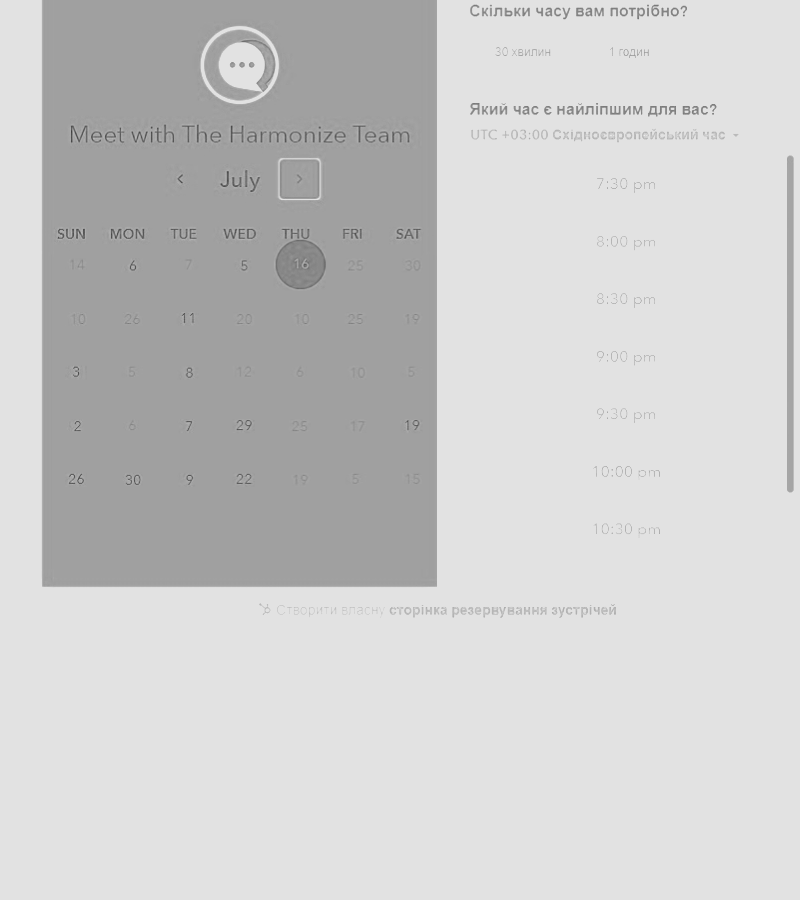 Meet with The Harmonize Team
July
SUN MON TUE WED THU FRI SAT
14 6 7 5 16 25 30
10 26 11 20 10 25 19
3 5 8 12 6 10 5
2 6 7 29 25 17 19
26 30 9 22 19 5 15
Скільки часу вам потрібно?
30 хвилин 1 годин
Який час є найліпшим для вас?
UTC +03:00 Східноєвропейський час
7:30 pm
8:00 pm
8:30 pm
9:00 pm
9:30 pm
10:00 pm
10:30 pm
Створити власну сторінка резервування зустрічей